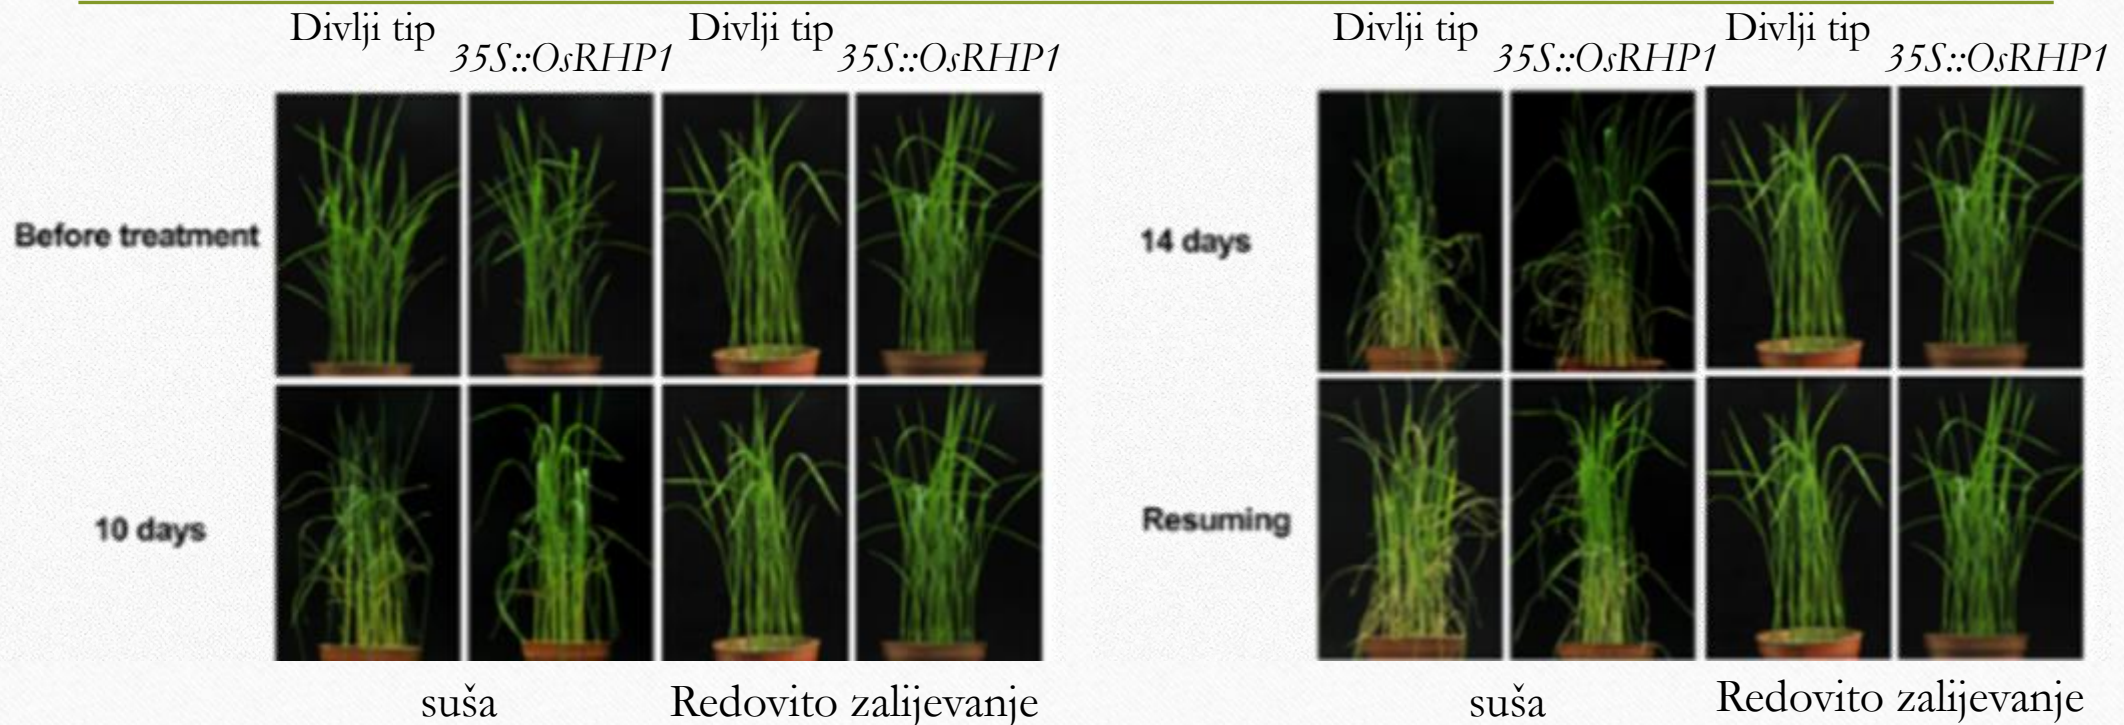 Divlji tip
35S::OsRHP1
Divlji tip
35S::OsRHP1
Before treatment
10 days
suša
Redovito zalijevanje
Divlji tip
35S::OsRHP1
Divlji tip
35S::OsRHP1
14 days
Resuming
suša
Redovito zalijevanje